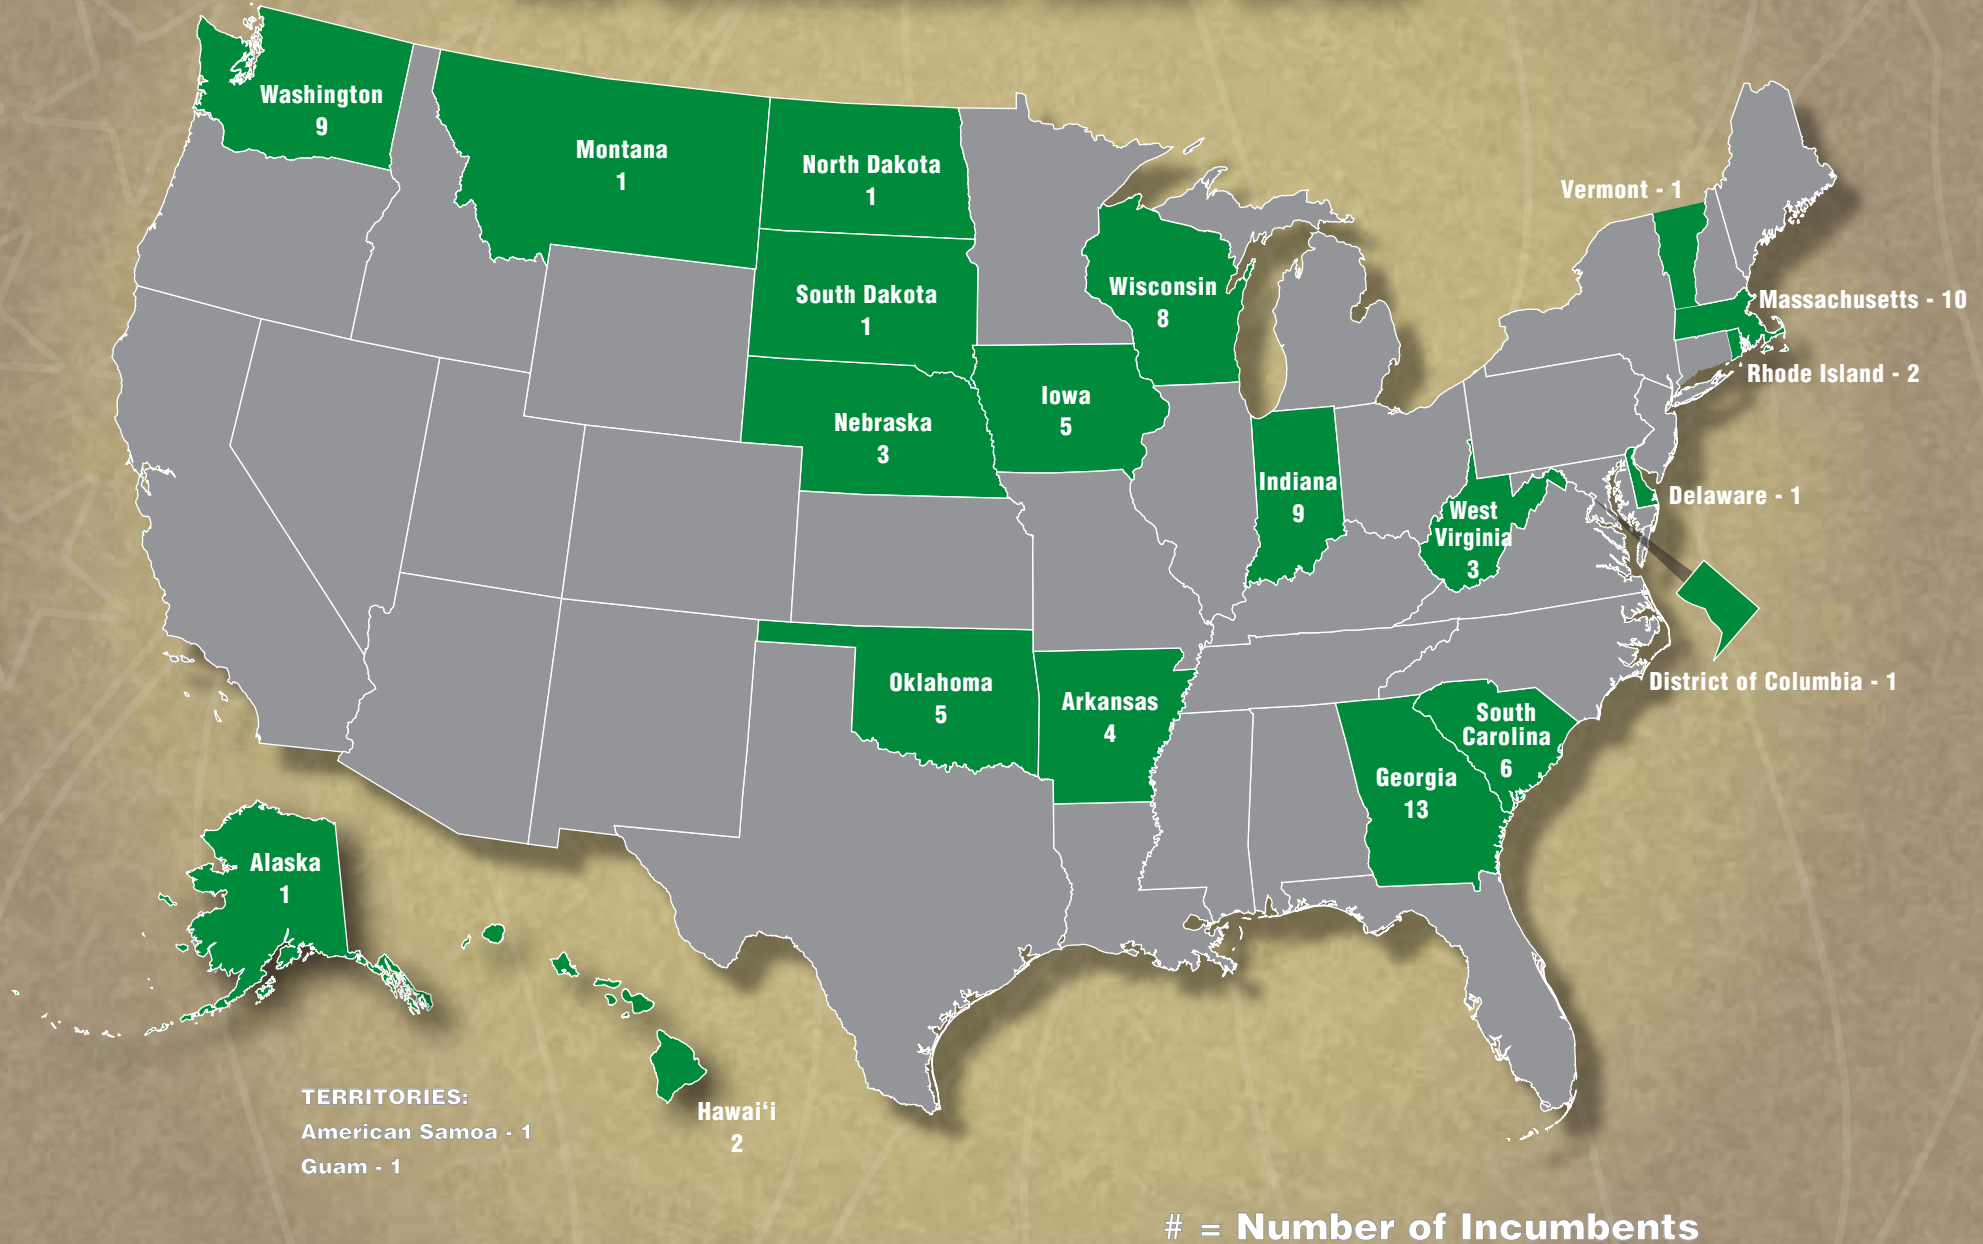 Washington
9
Montana
1
North Dakota
1
South Dakota
1
Nebraska
3
Wisconsin
8
Iowa
5
Indiana
9
West
Virginia
3
Vermont - 1
Massachusetts - 10
Rhode Island - 2
Delaware - 1
District of Columbia - 1
Oklahoma
5
Arkansas
4
South
Carolina
6
Georgia
13
Alaska
1
Hawaiʻi
2
TERRITORIES:
American Samoa - 1
Guam - 1
# = Number of Incumbents